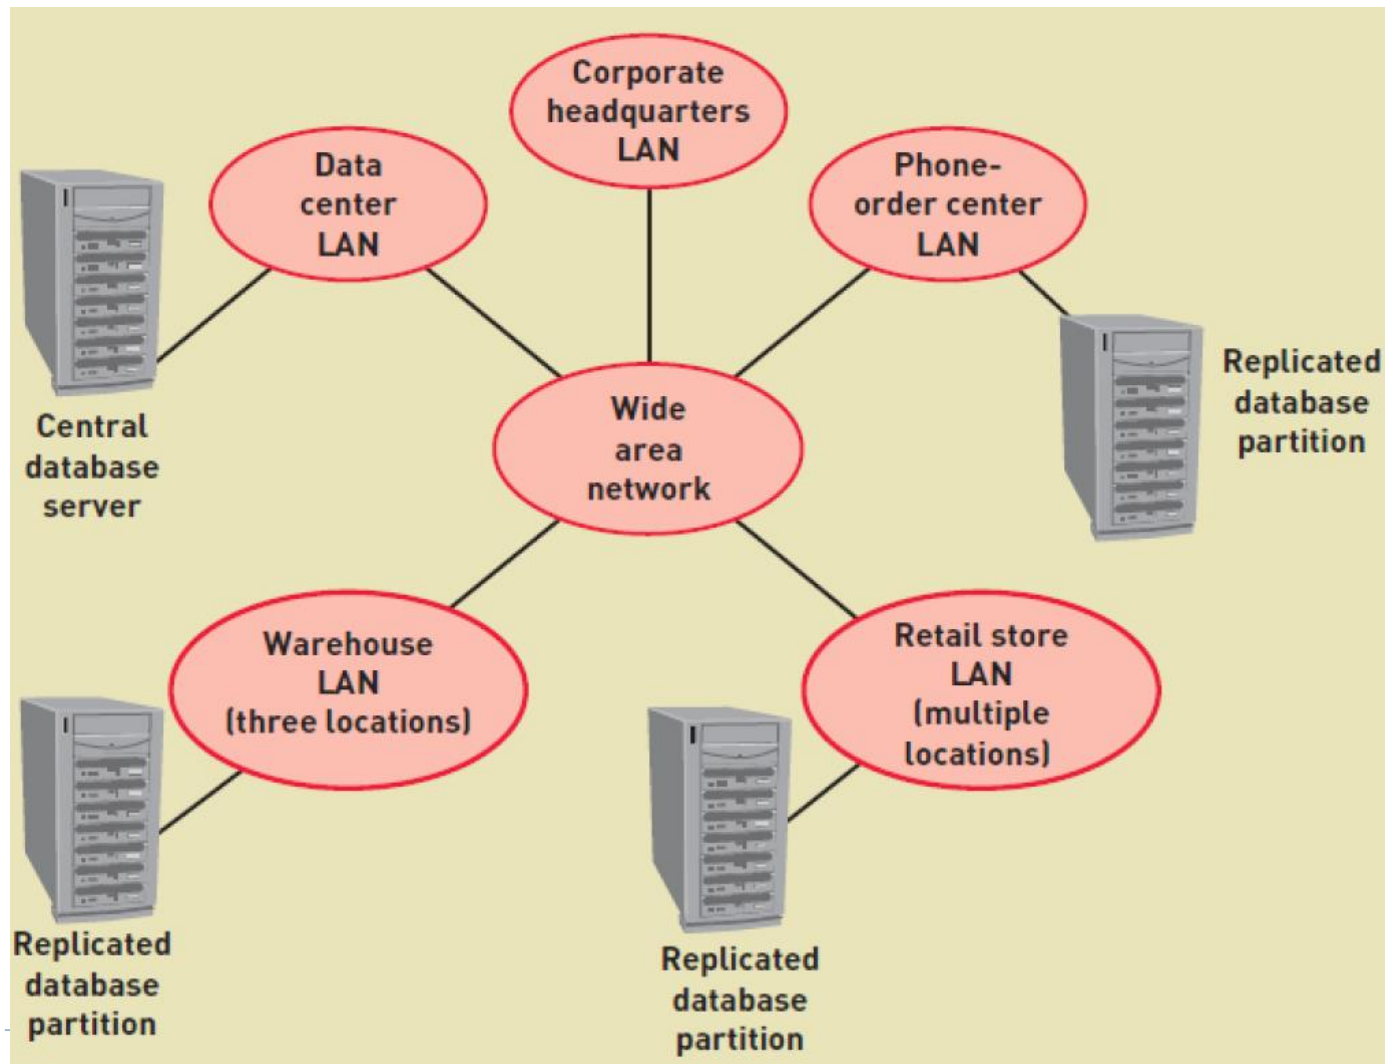 Corporate
headquarters
LAN
Data
center
LAN
Phone-
order center
LAN
Central
database
server
Wide
area
network
Replicated
database
partition
Warehouse
LAN
(three locations)
Retail store
LAN
(multiple
locations)
Replicated
database
partition
Replicated
database
partition